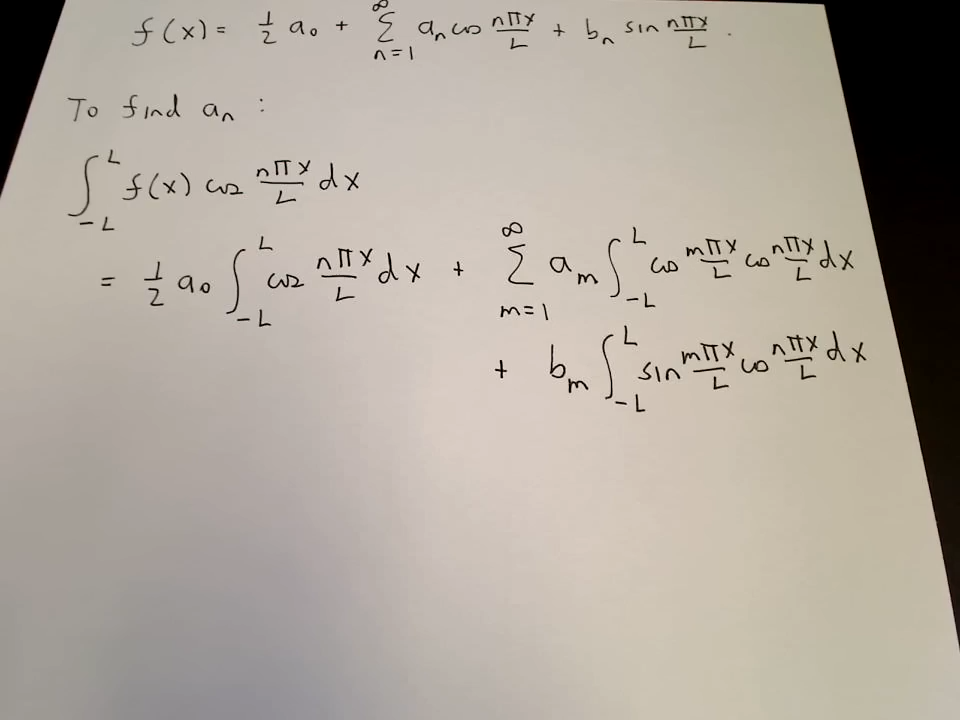 f(x) = 1/2 a₀ + ∑_{n=1}^{∞} aₙ cos nπx/L + bₙ sin nπx/L .
To find aₙ :
∫_{-L}^{L} f(x) cos nπx/L dx
= 1/2 a₀ ∫_{-L}^{L} cos nπx/L dx + ∑_{m=1}^{∞} aₘ ∫_{-L}^{L} cos mπx/L cos nπx/L dx
+ bₘ ∫_{-L}^{L} sin mπx/L cos nπx/L dx